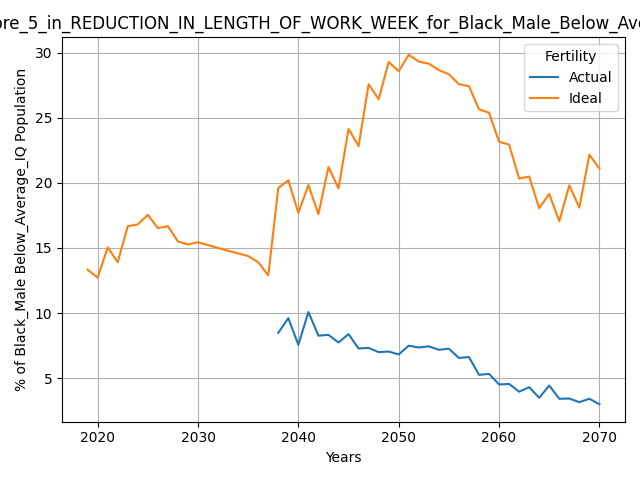 ore_5_in_REDUCTION_IN_LENGTH_OF_WORK_WEEK_for_Black_Male_Below_Ave
% of Black_Male Below_Average_IQ Population
30
25
20
15
10
5
Fertility
Actual
Ideal
2020 2030 2040 2050 2060 2070
Years